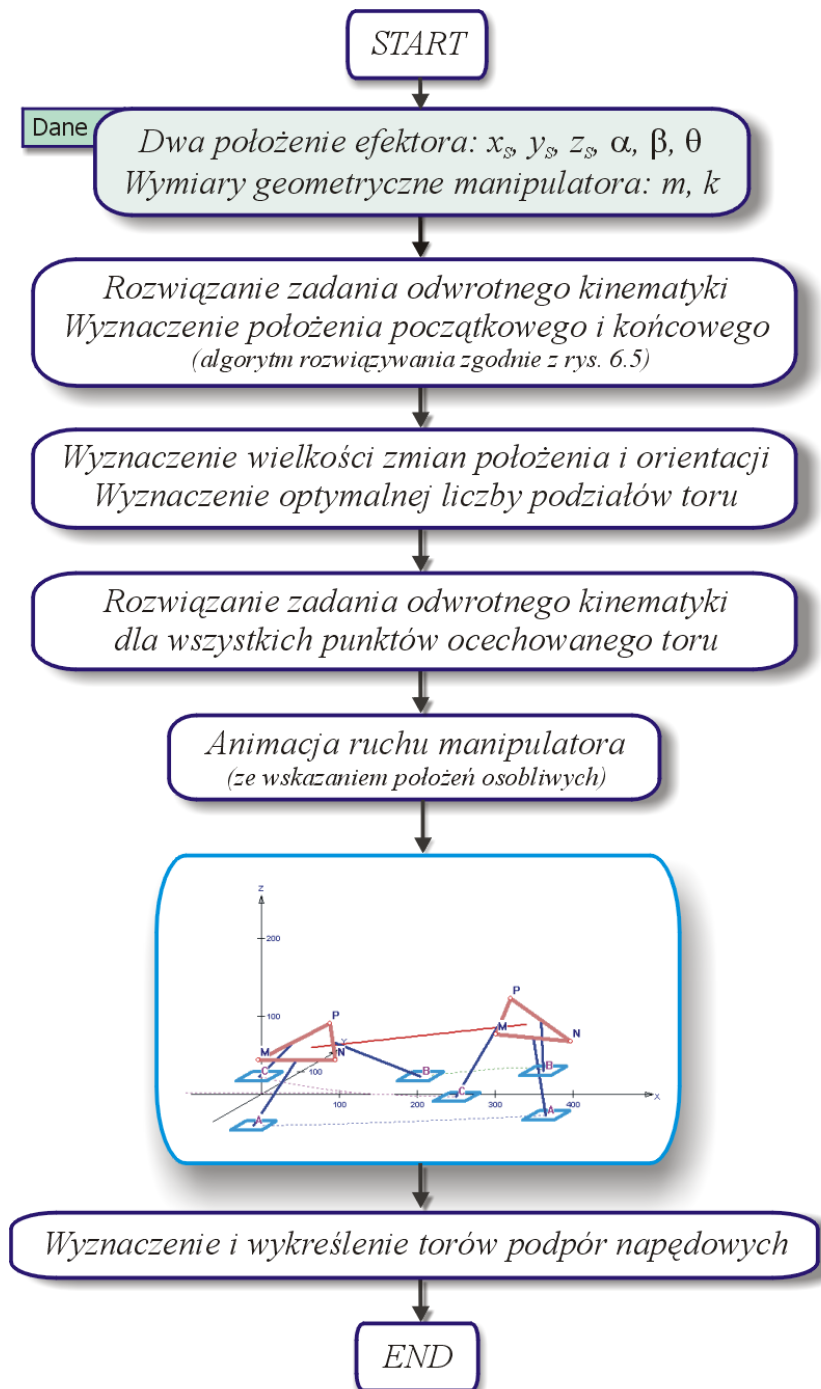 START
Dane
Dwa położenie efektora: xₛ, yₛ, zₛ, α, β, θ
Wymiary geometryczne manipulatora: m, k
Rozwiązanie zadania odwrotnego kinematyki
Wyznaczenie położenia początkowego i końcowego
(algorytm rozwiązywania zgodnie z rys. 6.5)
Wyznaczenie wielkości zmian położenia i orientacji
Wyznaczenie optymalnej liczby podziałów toru
Rozwiązanie zadania odwrotnego kinematyki
dla wszystkich punktów ocechowanego toru
Animacja ruchu manipulatora
(ze wskazaniem położeń osobliwych)
Z
200
P
P
100
M
N
M
N
C
100
B
B
C
X
A
100
200
300
400
A
Wyznaczenie i wykreślenie torów podpór napędowych
END